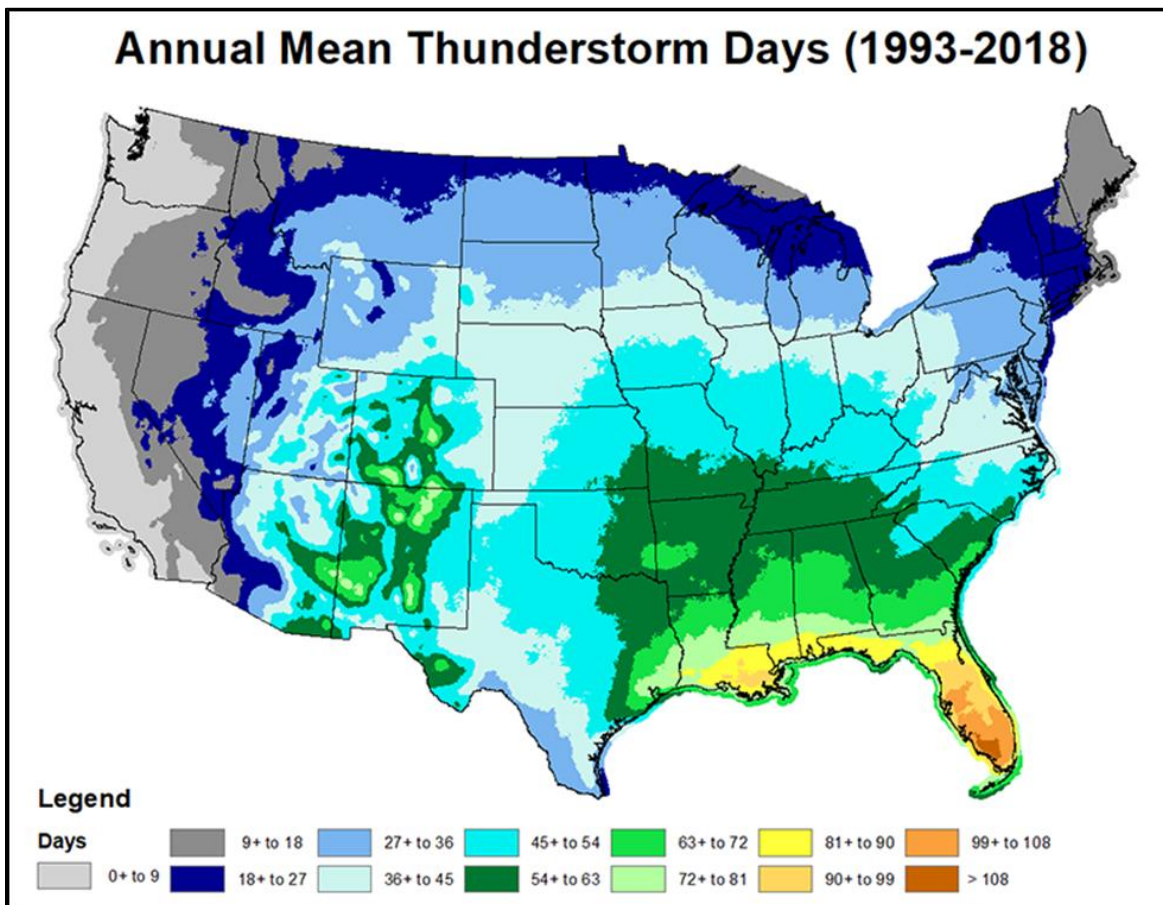 Annual Mean Thunderstorm Days (1993-2018)
Legend
Days
0+ to 9
9+ to 18
18+ to 27
27+ to 36
36+ to 45
45+ to 54
54+ to 63
63+ to 72
72+ to 81
81+ to 90
90+ to 99
99+ to 108
> 108